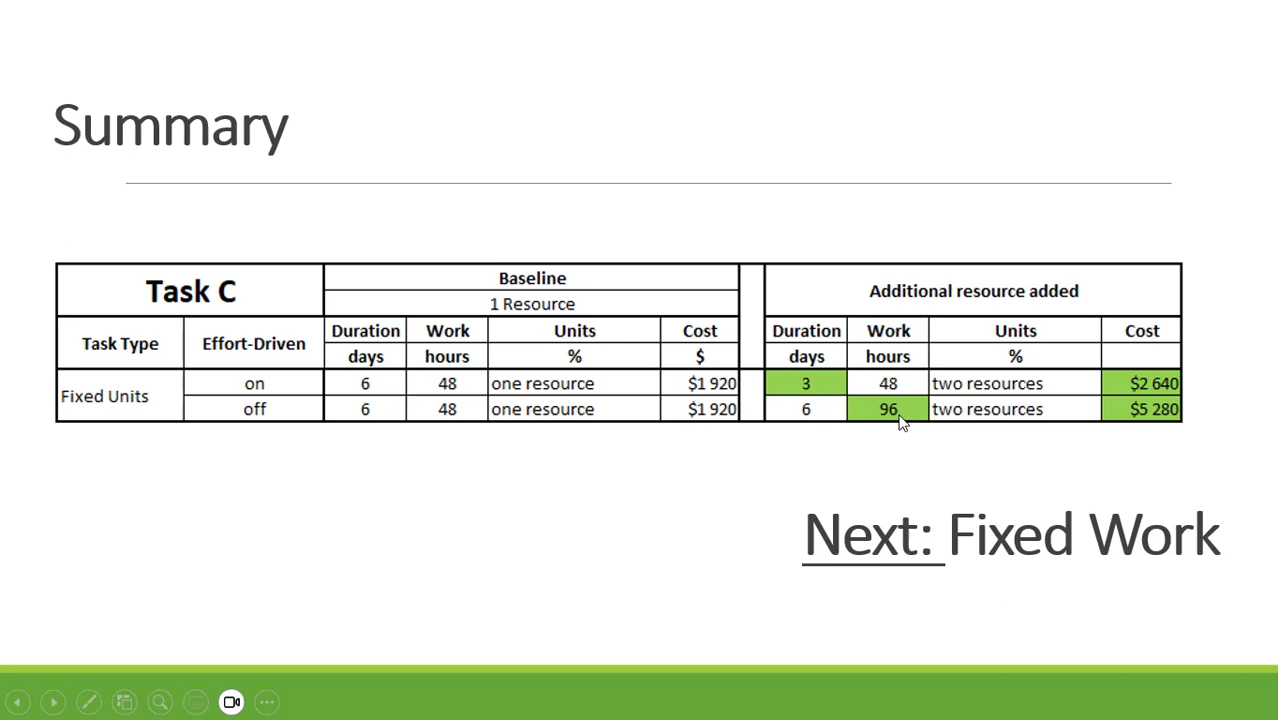 Summary
Task C Baseline Additional resource added
1 Resource
Task Type Effort-Driven Duration Work Units Cost Duration Work Units Cost
days hours % $ days hours %
Fixed Units on 6 48 one resource $1 920 3 48 two resources $2 640
off 6 48 one resource $1 920 6 96 two resources $5 280
Next: Fixed Work